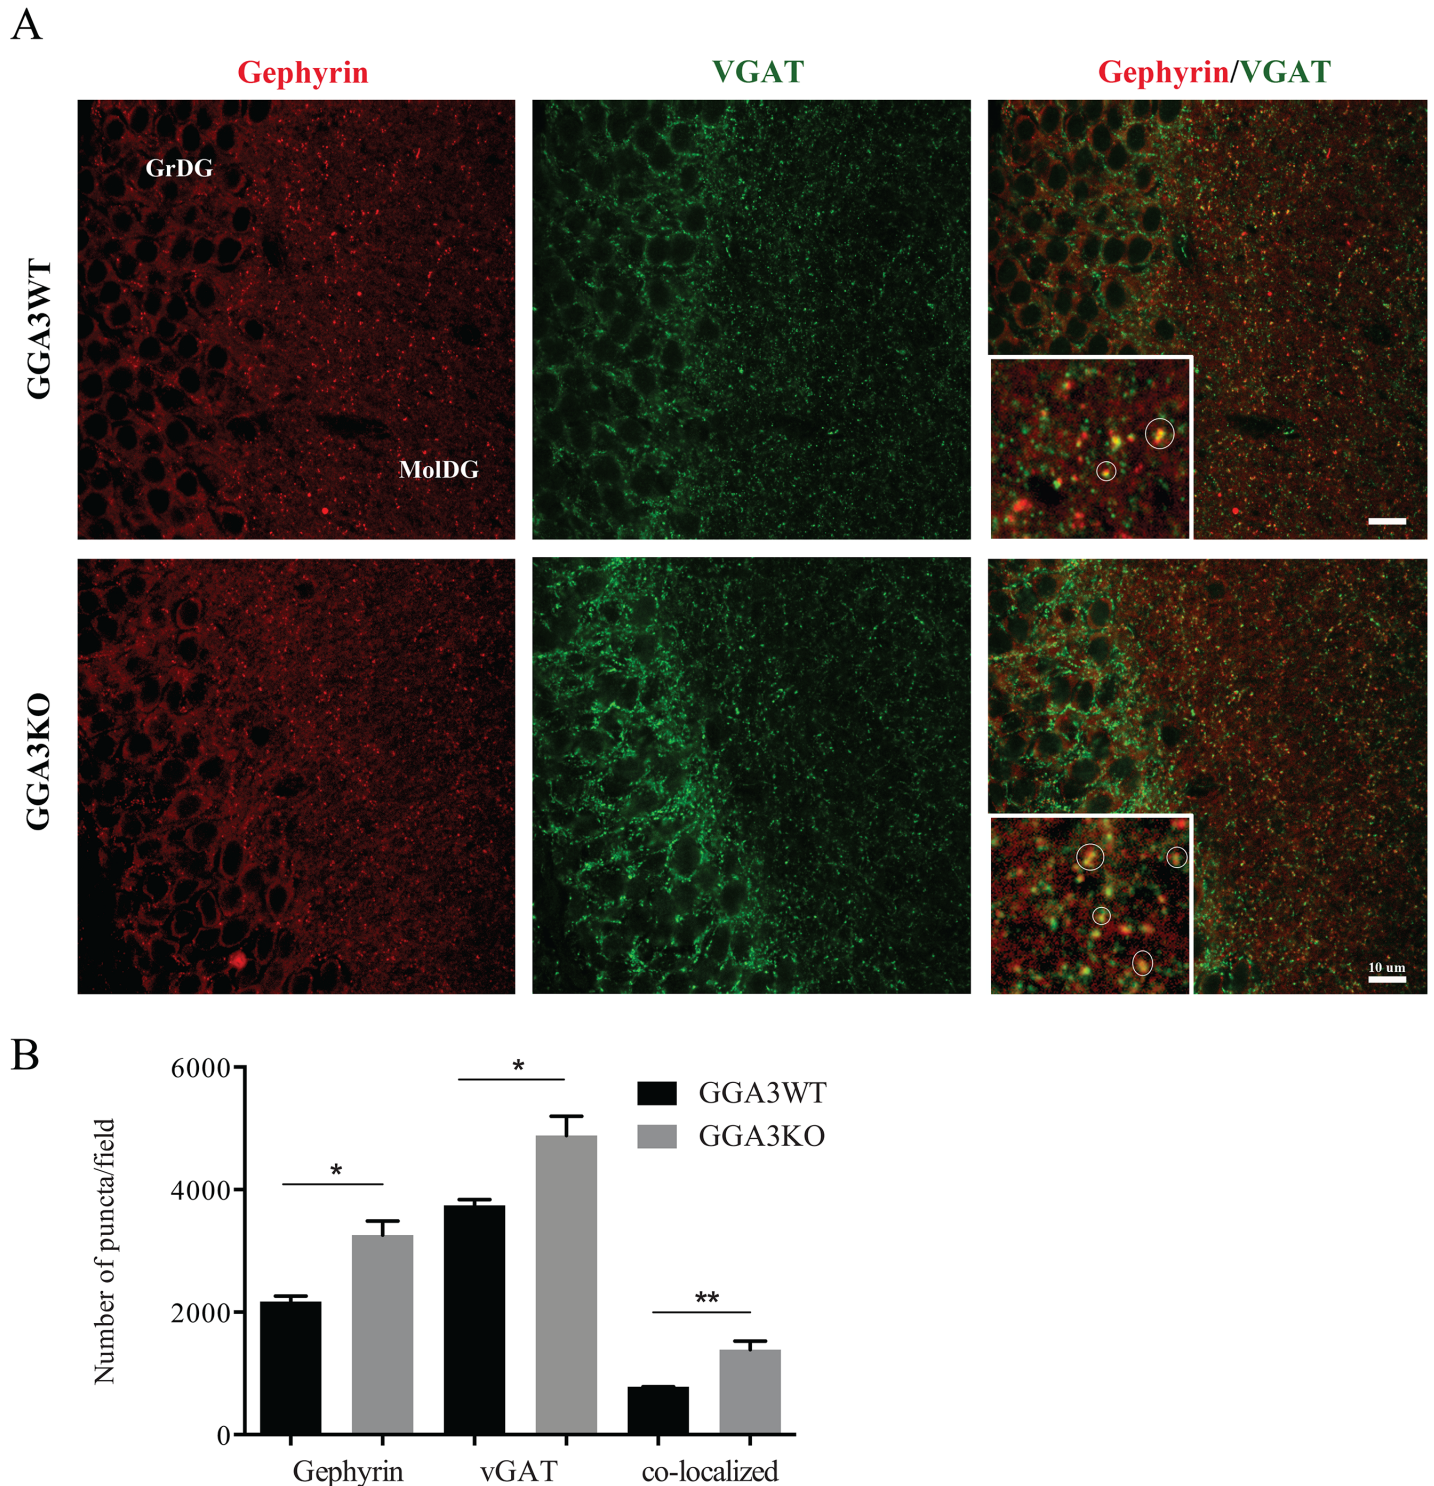 A
Gephyrin
VGAT
Gephyrin/VGAT
GGA3WT
GrDG
MolDG
GGA3KO
10 um
B
Number of puncta/field
6000
4000
2000
0
*
*
**
GGA3WT
GGA3KO
Gephyrin
vGAT
co-localized